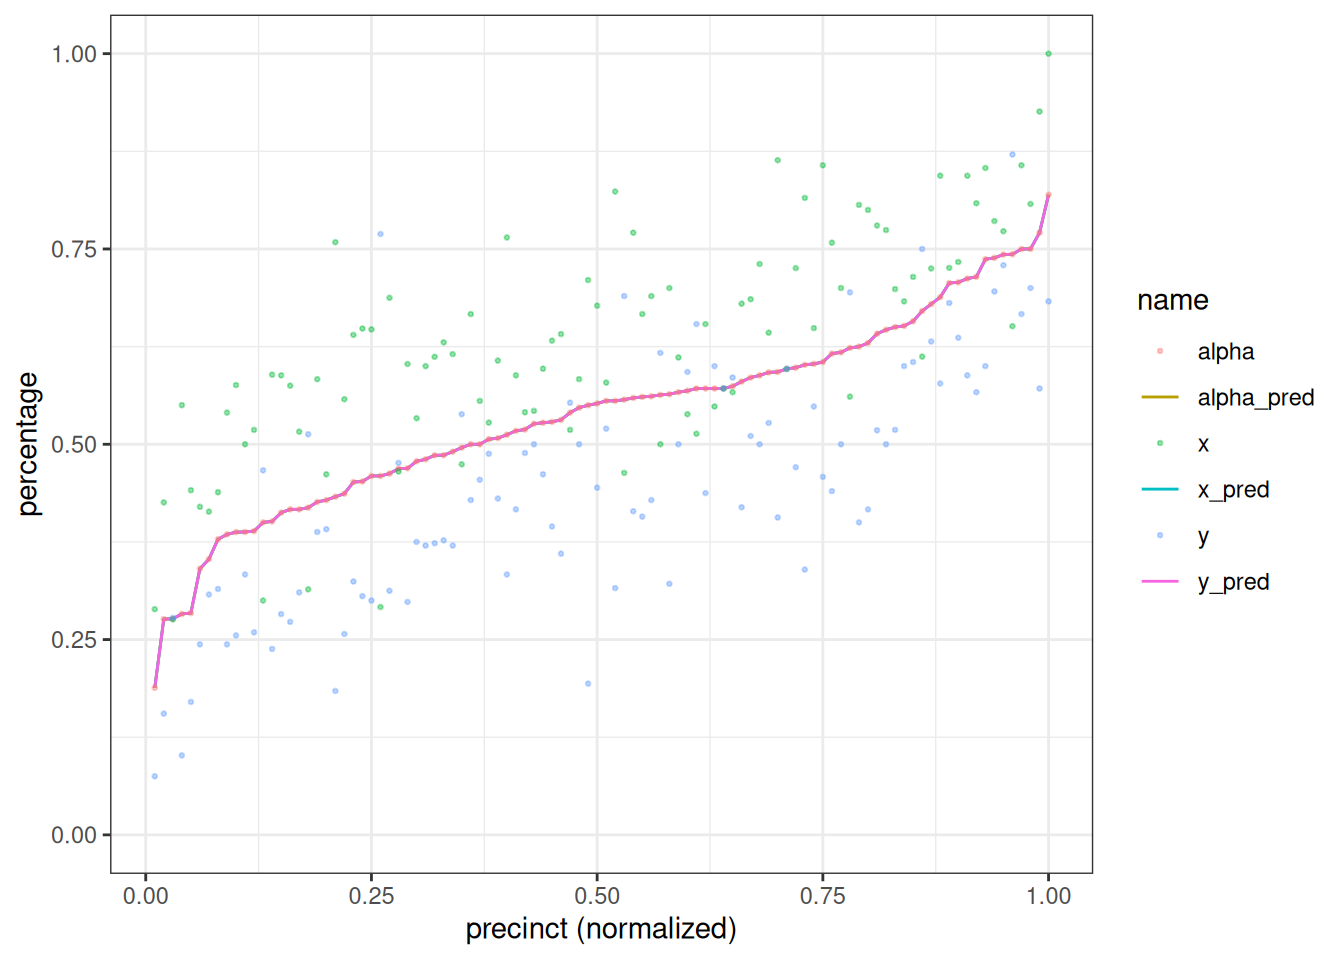 1.00
0.75
0.50
0.25
0.00
percentage
0.00 0.25 0.50 0.75 1.00
precinct (normalized)
name
alpha
alpha_pred
x
x_pred
y
y_pred